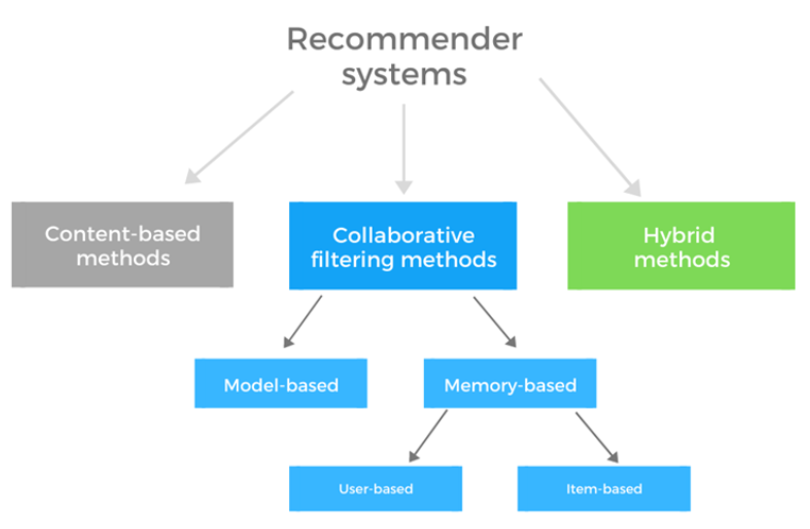 Recommender
systems
Content-based
methods
Collaborative
filtering methods
Hybrid
methods
Model-based
Memory-based
User-based
Item-based